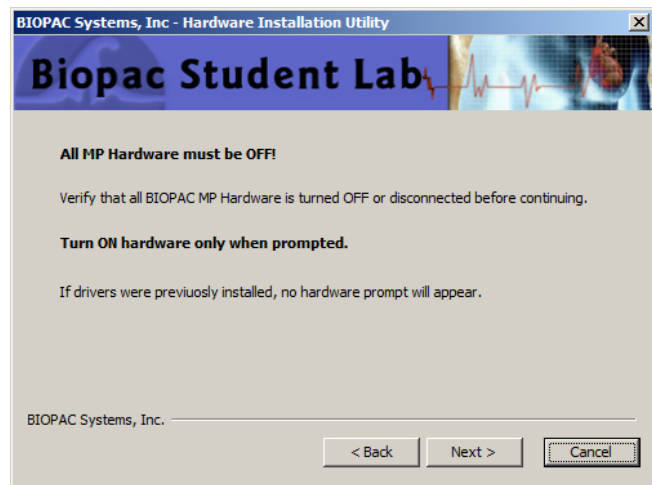 BIOPAC Systems, Inc - Hardware Installation Utility
Biopac Student Lab
All MP Hardware must be OFF!
Verify that all BIOPAC MP Hardware is turned OFF or disconnected before continuing.
Turn ON hardware only when prompted.
If drivers were previuosly installed, no hardware prompt will appear.
BIOPAC Systems, Inc.
< Back Next > Cancel